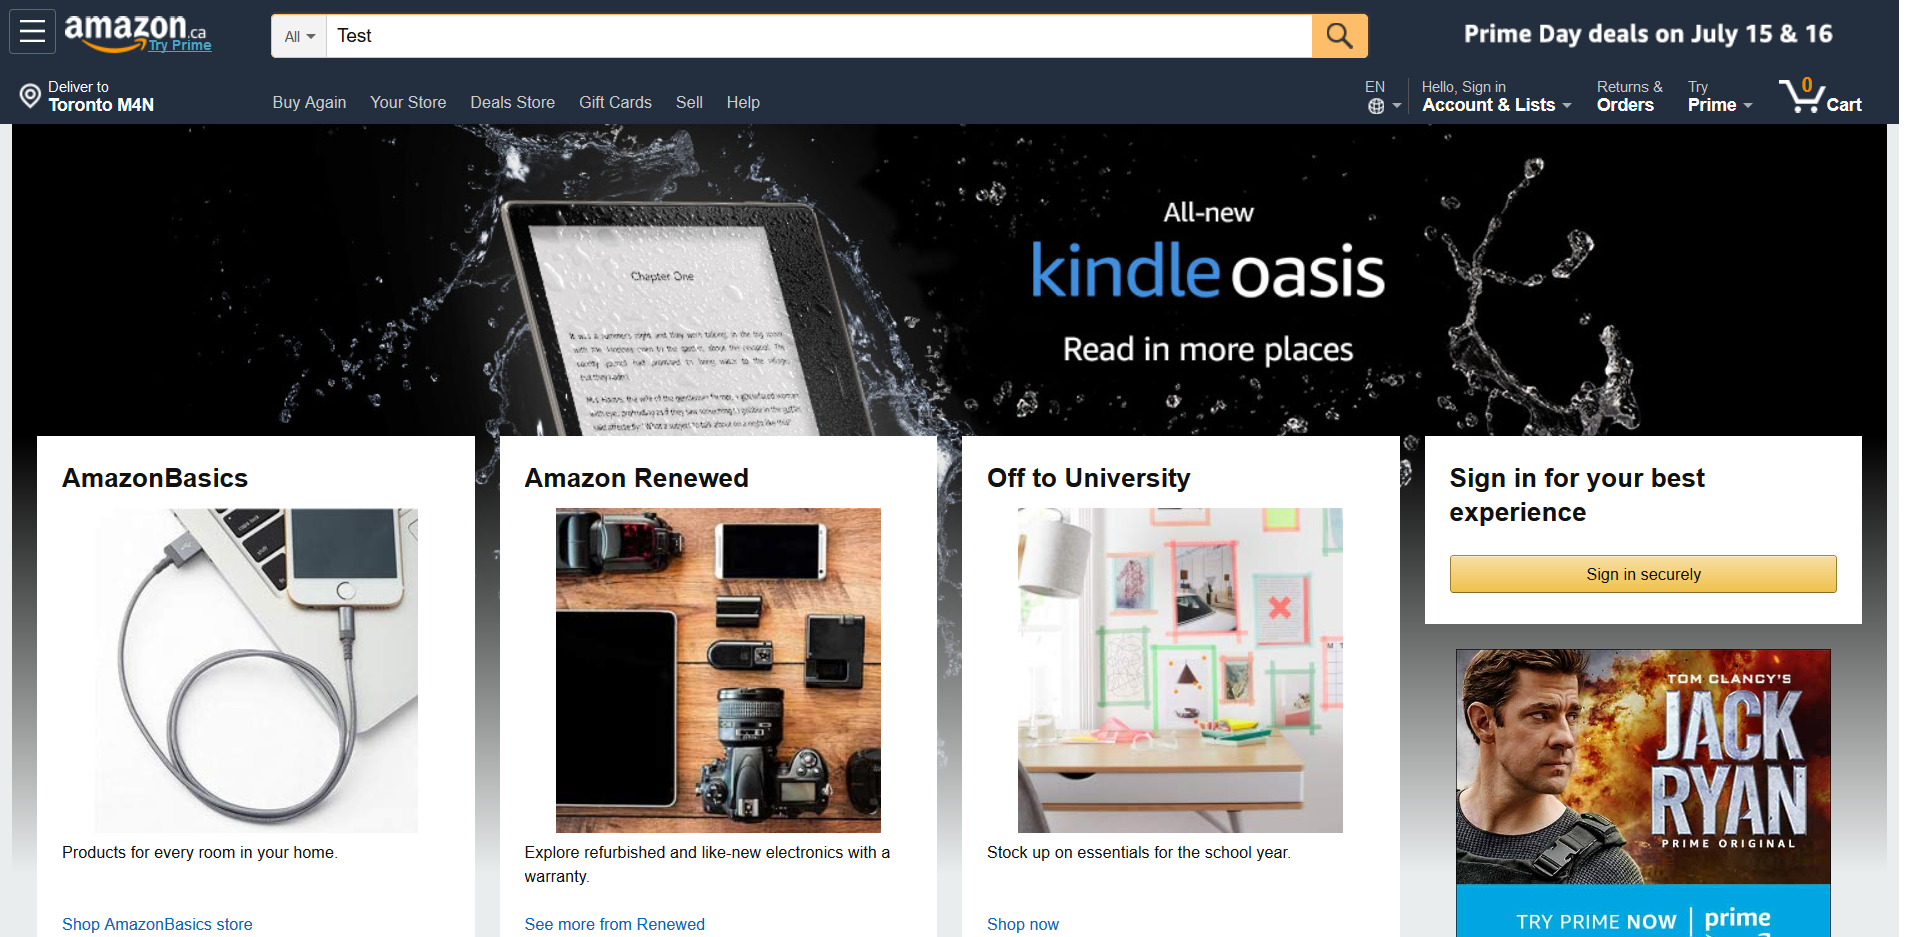 amazon.ca
Try Prime
All
Test
Prime Day deals on July 15 & 16
Deliver to
Toronto M4N
Buy Again
Your Store
Deals Store
Gift Cards
Sell
Help
EN
Hello, Sign in
Account & Lists
Returns &
Orders
Try
Prime
0
Cart
Chapter One
All-new
kindle oasis
Read in more places
AmazonBasics
Products for every room in your home.
Shop AmazonBasics store
Amazon Renewed
Explore refurbished and like-new electronics with a
warranty.
See more from Renewed
Off to University
Stock up on essentials for the school year.
Shop now
Sign in for your best
experience
Sign in securely
TOM CLANCY'S
JACK
RYAN
PRIME ORIGINAL
TRY PRIME NOW
prime